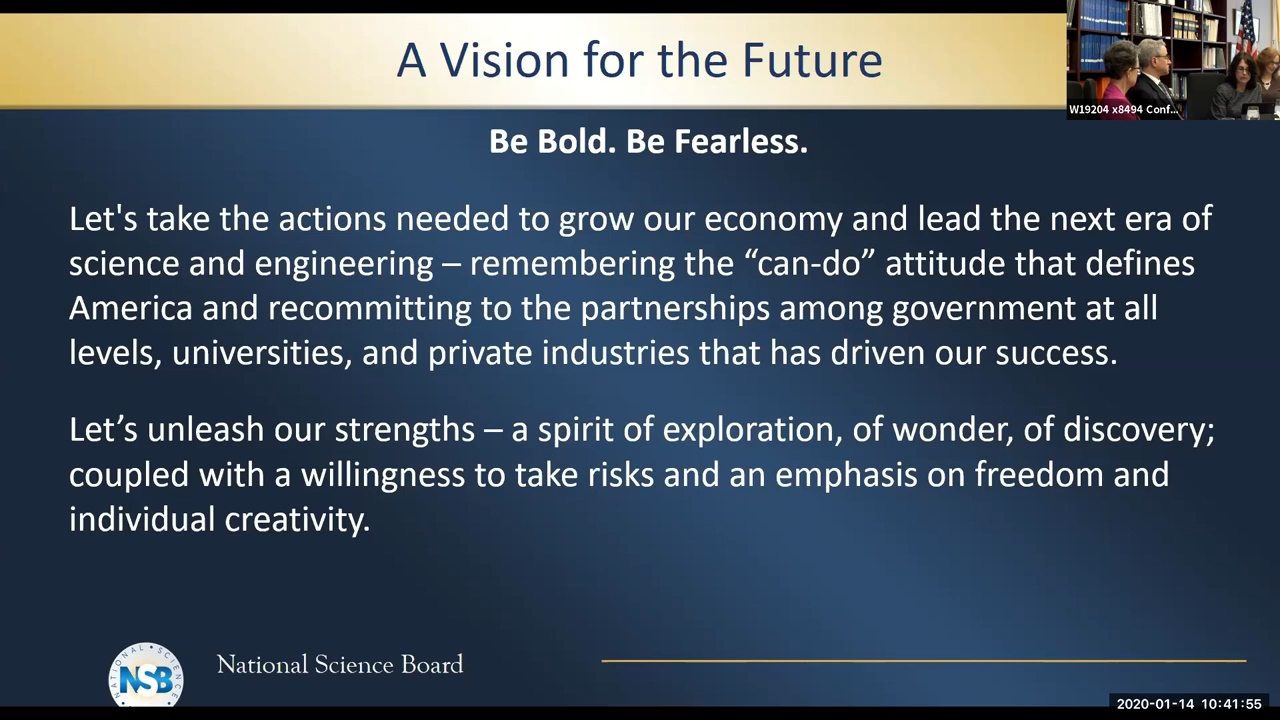 A Vision for the Future
W19204 x8494 Conf...
Be Bold. Be Fearless.
Let's take the actions needed to grow our economy and lead the next era of
science and engineering – remembering the “can-do” attitude that defines
America and recommitting to the partnerships among government at all
levels, universities, and private industries that has driven our success.
Let’s unleash our strengths – a spirit of exploration, of wonder, of discovery;
coupled with a willingness to take risks and an emphasis on freedom and
individual creativity.
NATIONAL SCIENCE
NSB
National Science Board
2020-01-14 10:41:55